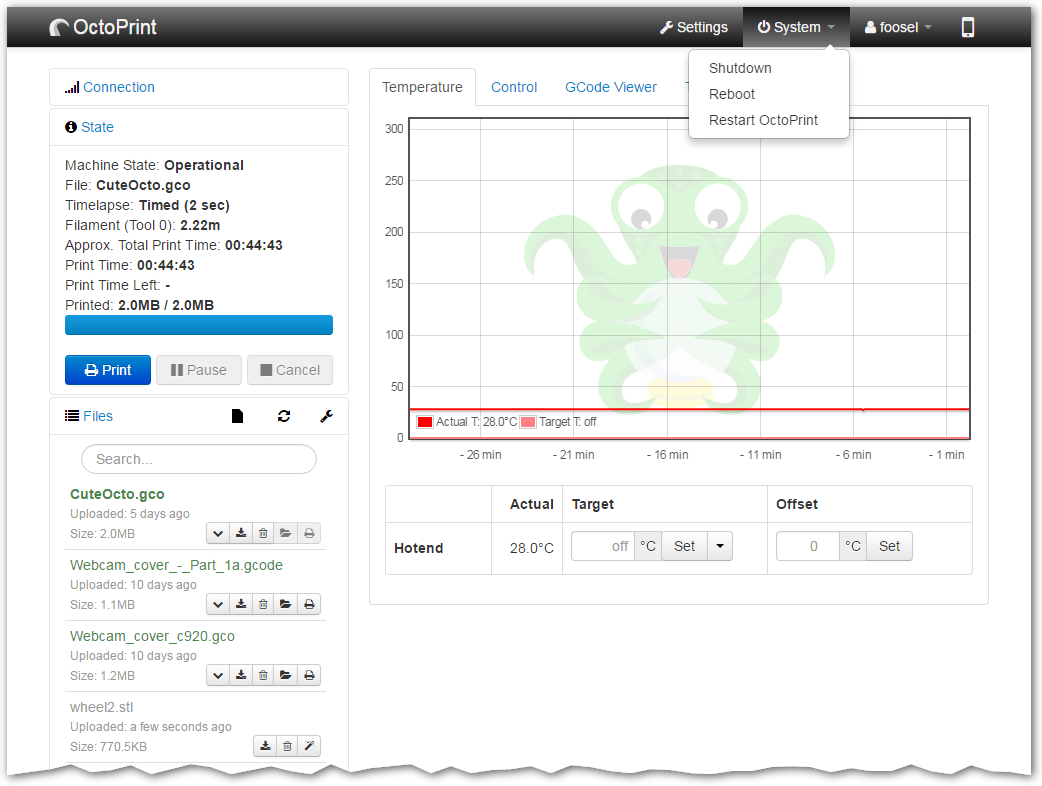 OctoPrint
Settings
System
foosel
Shutdown
Reboot
Restart OctoPrint
Connection
State
Machine State: Operational
File: CuteOcto.gco
Timelapse: Timed (2 sec)
Filament (Tool 0): 2.22m
Approx. Total Print Time: 00:44:43
Print Time: 00:44:43
Print Time Left: -
Printed: 2.0MB / 2.0MB
Print
Pause
Cancel
Files
Search...
CuteOcto.gco
Uploaded: 5 days ago
Size: 2.0MB
Webcam_cover_-_Part_1a.gcode
Uploaded: 10 days ago
Size: 1.1MB
Webcam_cover_c920.gco
Uploaded: 10 days ago
Size: 1.2MB
wheel2.stl
Uploaded: a few seconds ago
Size: 770.5KB
Temperature
Control
GCode Viewer
300
250
200
150
100
50
0
Actual T: 28.0°C
Target T: off
- 26 min
- 21 min
- 16 min
- 11 min
- 6 min
- 1 min
Actual
Target
Offset
Hotend
28.0°C
off °C Set
0 °C Set